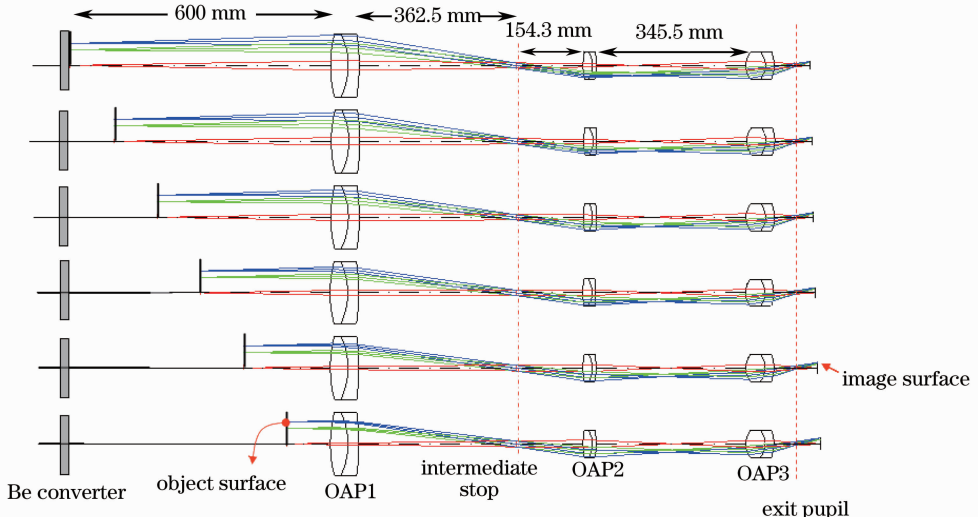 600 mm
362.5 mm
154.3 mm
345.5 mm
image surface
Be converter
object surface
OAP1
intermediate
stop
OAP2
OAP3
exit pupil